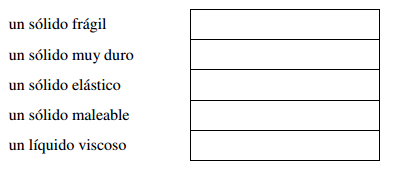 un sólido frágil
un sólido muy duro
un sólido elástico
un sólido maleable
un líquido viscoso